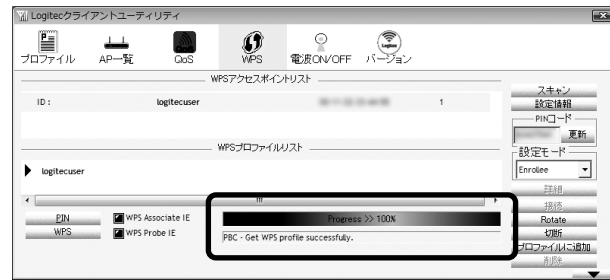 Logitecクライアントユーティリティ
プロファイル AP一覧 QoS WPS 電波ON/OFF バージョン
WPSアクセスポイントリスト
ID : logitecuser 1
WPSプロファイルリスト
logitecuser
PIN WPS Associate IE Progress >> 100%
WPS WPS Probe IE PBC - Get WPS profile successfully.
スキャン
設定情報
PINコード
更新
設定モード
Enrollee
詳細
接続
Rotate
切断
プロファイルに追加
削除